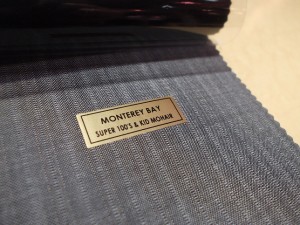 MONTEREY BAY
SUPER 100'S & KID MOHAIR